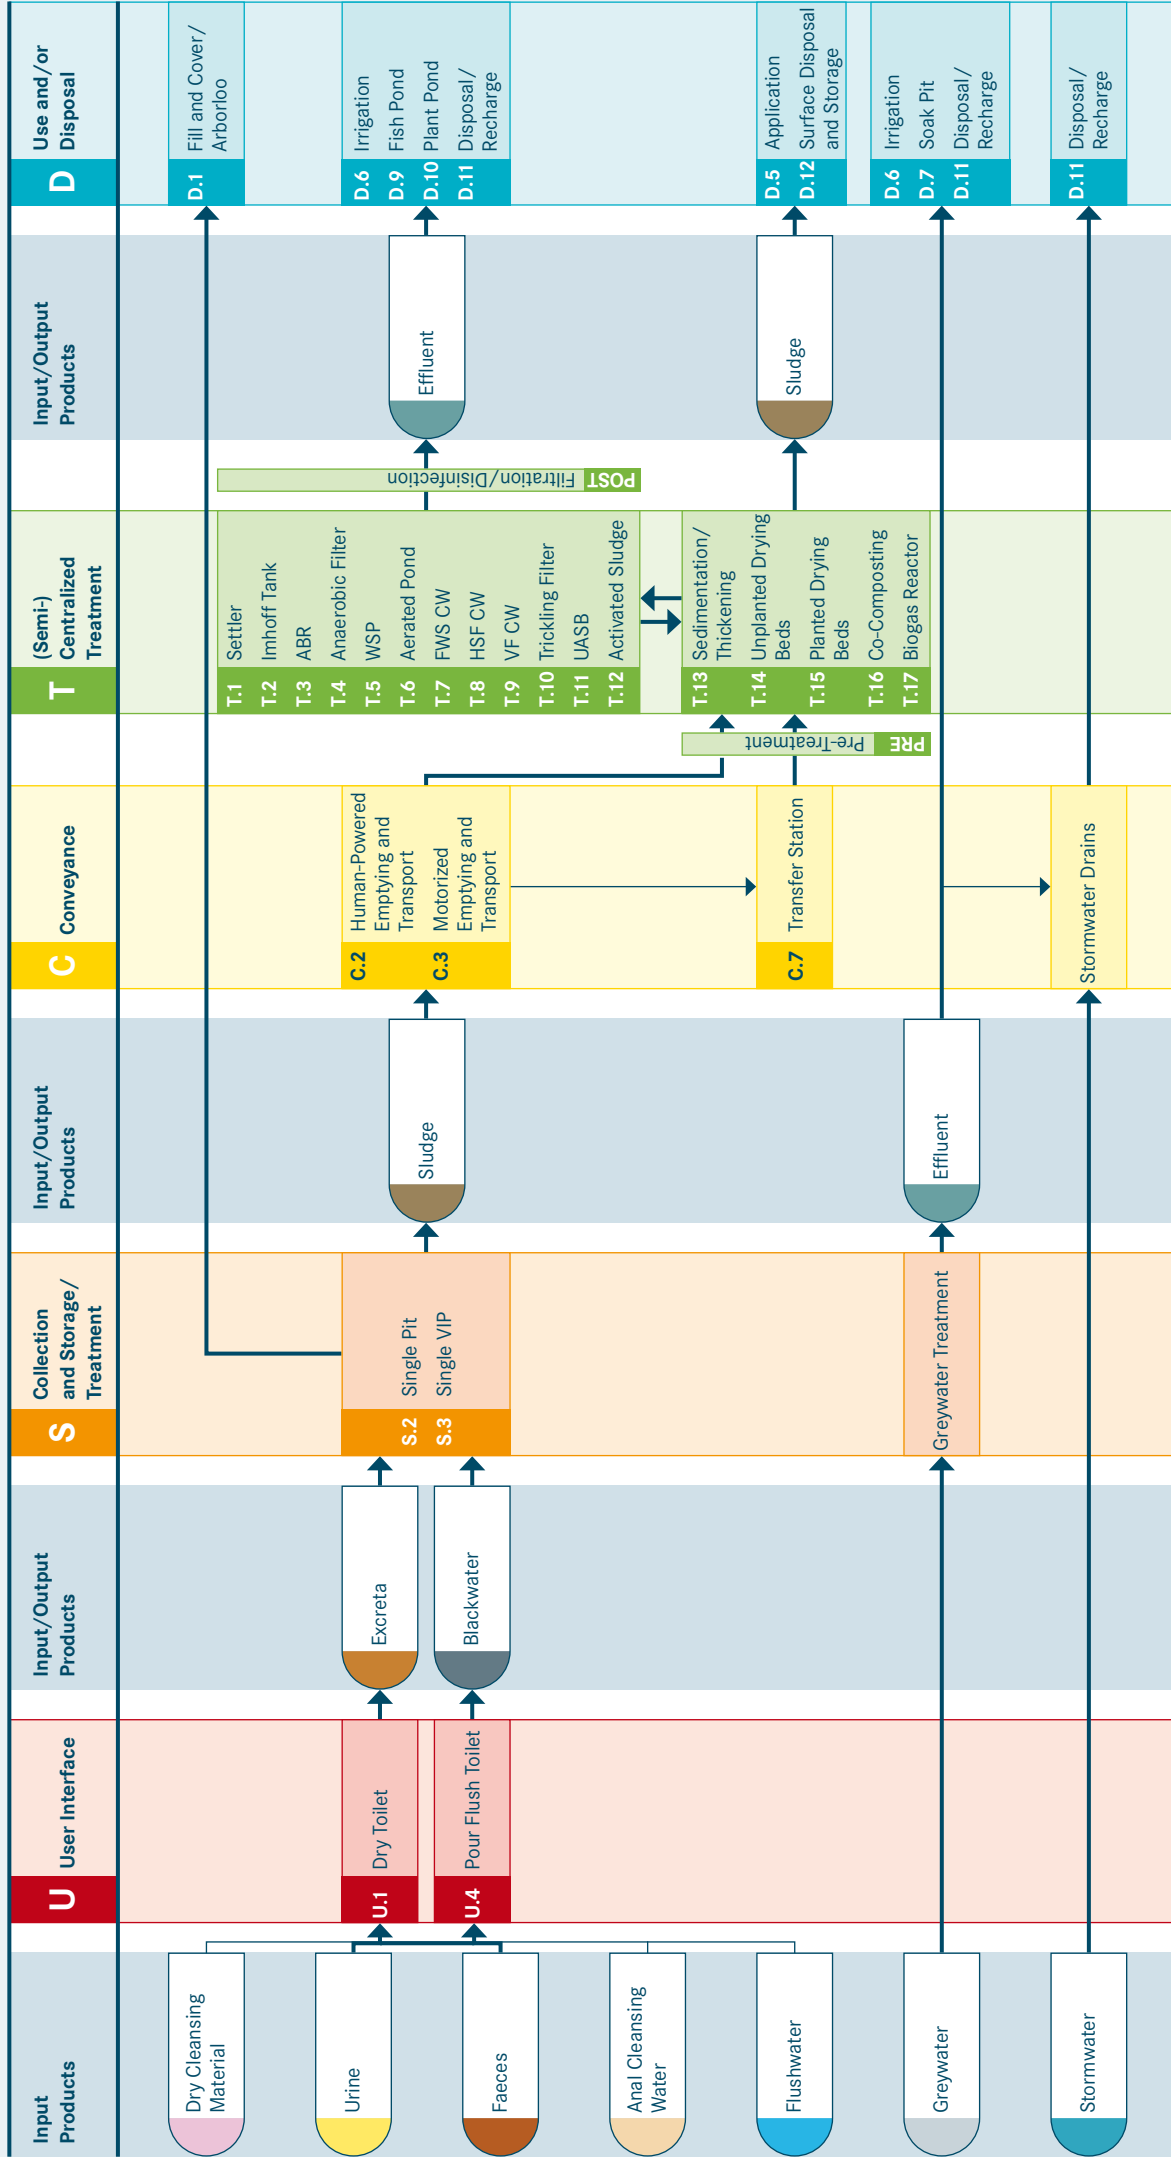 Input
Products
U
User Interface
Input/Output
Products
S
Collection
and Storage/
Treatment
Input/Output
Products
C
Conveyance
T
(Semi-)
Centralized
Treatment
Input/Output
Products
D
Use and/or
Disposal
Dry Cleansing
Material
Urine
Faeces
Anal Cleansing
Water
Flushwater
Greywater
Stormwater
U.1
Dry Toilet
U.4
Pour Flush Toilet
Excreta
Blackwater
S.2
Single Pit
S.3
Single VIP
Greywater Treatment
Sludge
Effluent
C.2
Human-Powered
Emptying and
Transport
C.3
Motorized
Emptying and
Transport
C.7
Transfer Station
Stormwater Drains
PRE
Pre-Treatment
T.1
Settler
T.2
Imhoff Tank
T.3
ABR
T.4
Anaerobic Filter
T.5
WSP
T.6
Aerated Pond
T.7
FWS CW
T.8
HSF CW
T.9
VF CW
T.10
Trickling Filter
T.11
UASB
T.12
Activated Sludge
T.13
Sedimentation/
Thickening
T.14
Unplanted Drying
Beds
T.15
Planted Drying
Beds
T.16
Co-Composting
T.17
Biogas Reactor
POST
Filtration/Disinfection
Effluent
Sludge
D.1
Fill and Cover/
Arborloo
D.6
Irrigation
D.9
Fish Pond
D.10
Plant Pond
D.11
Disposal/
Recharge
D.5
Application
D.12
Surface Disposal
and Storage
D.6
Irrigation
D.7
Soak Pit
D.11
Disposal/
Recharge
D.11
Disposal/
Recharge